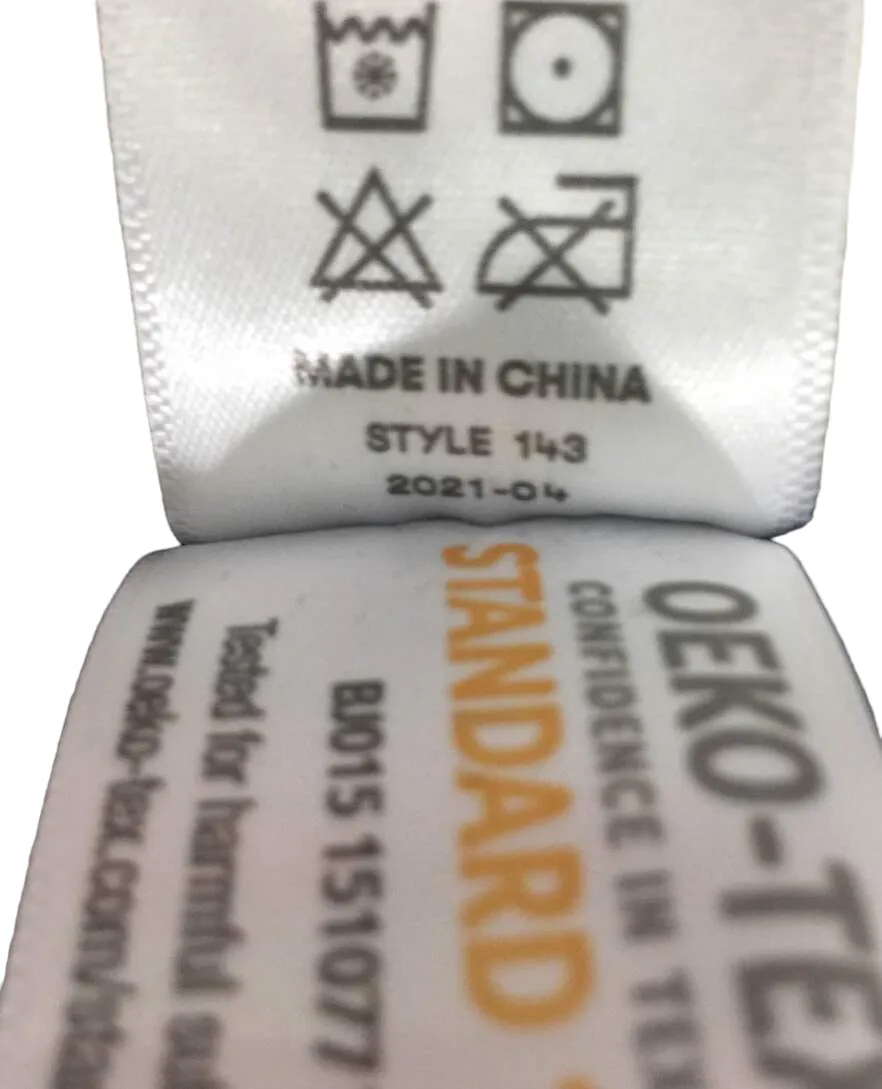 MADE IN CHINA
STYLE 143
2021-04
OEKO-TEX
CONFIDENCE IN
STANDARD
BJ015 151077
Tested for harmful
www.oeko-tex.com/